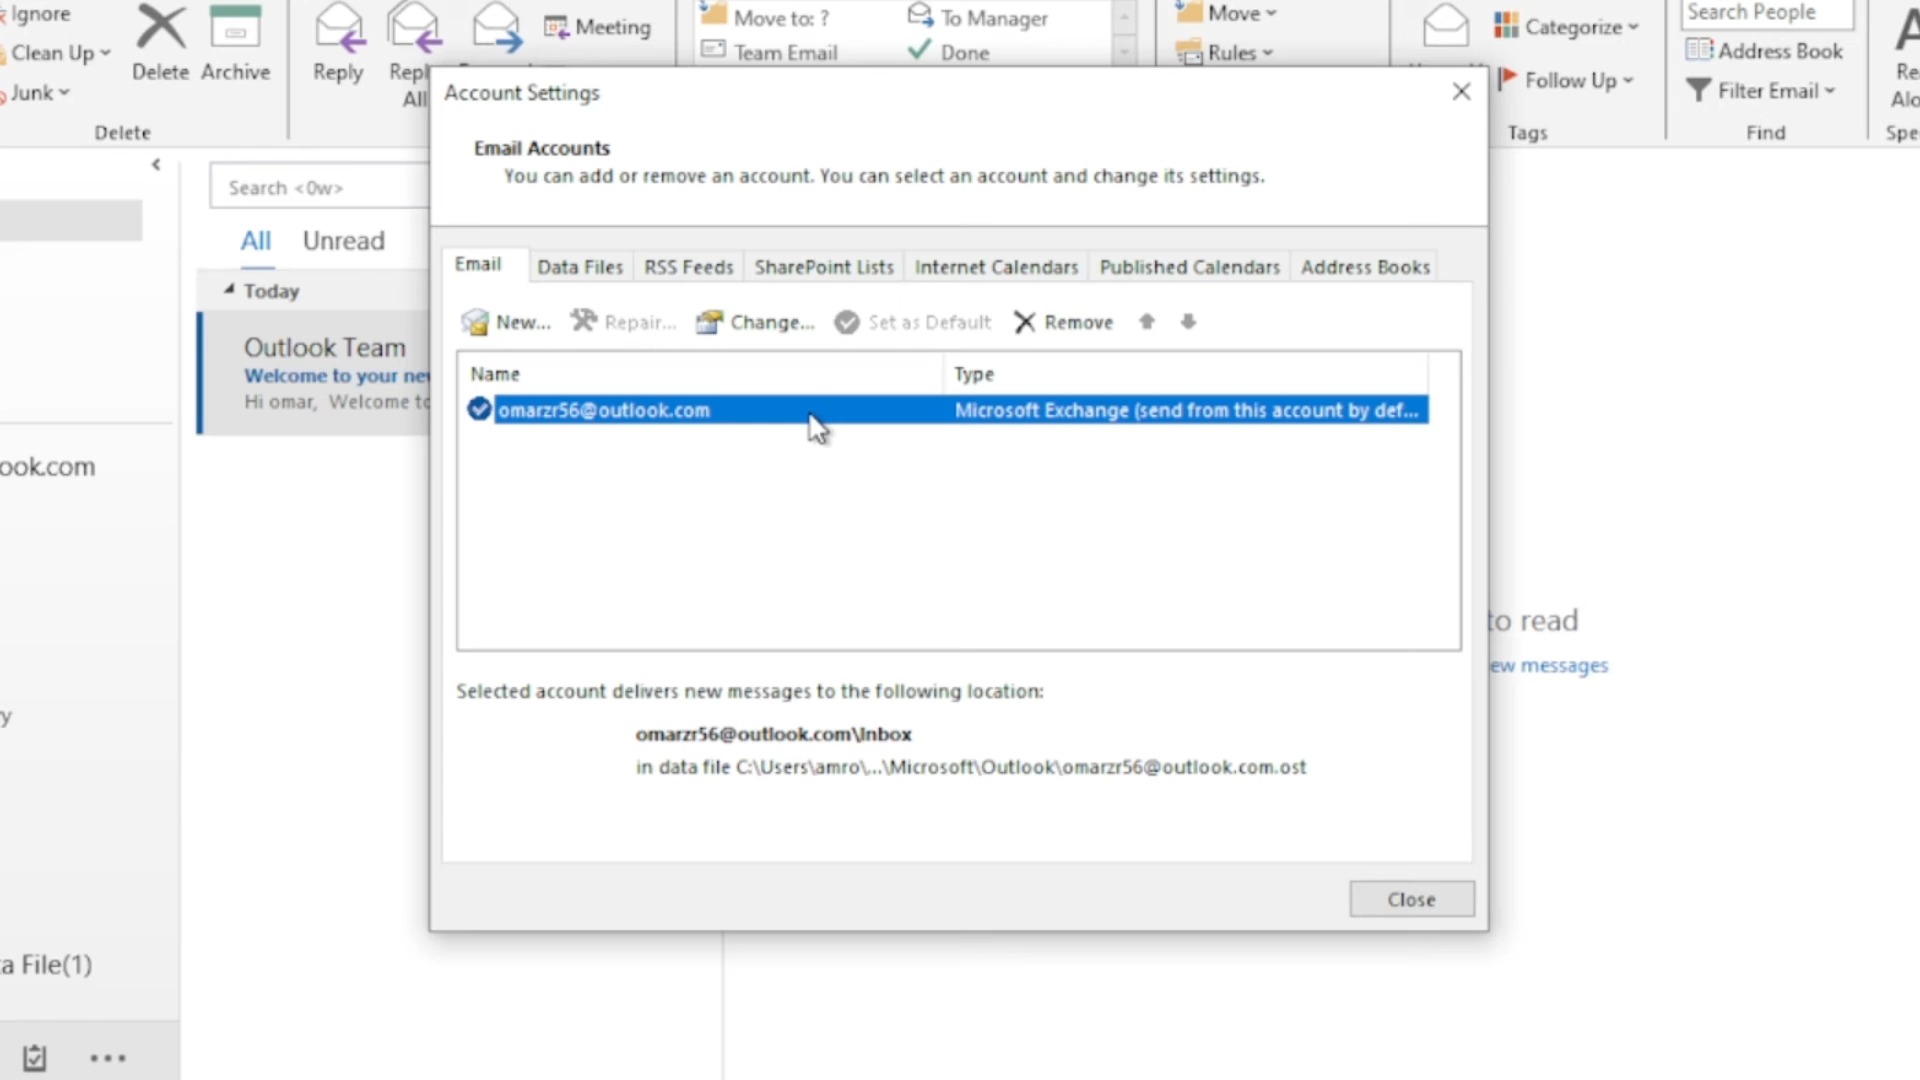 Ignore
Clean Up
Junk
Delete
Archive
Delete
Reply
Repl
All
Meeting
Move to: ?
Team Email
To Manager
Done
Move
Rules
Categorize
Follow Up
Tags
Search People
Address Book
Filter Email
Find
Re
Alo
Spe
Search <0w>
All Unread
Today
Outlook Team
Welcome to your ne
Hi omar, Welcome to
ook.com
y
a File(1)
Account Settings
Email Accounts
You can add or remove an account. You can select an account and change its settings.
Email Data Files RSS Feeds SharePoint Lists Internet Calendars Published Calendars Address Books
New... Repair... Change... Set as Default Remove
Name Type
omarzr56@outlook.com Microsoft Exchange (send from this account by def...
Selected account delivers new messages to the following location:
omarzr56@outlook.com\Inbox
in data file C:\Users\amro\...\Microsoft\Outlook\omarzr56@outlook.com.ost
Close
to read
ew messages